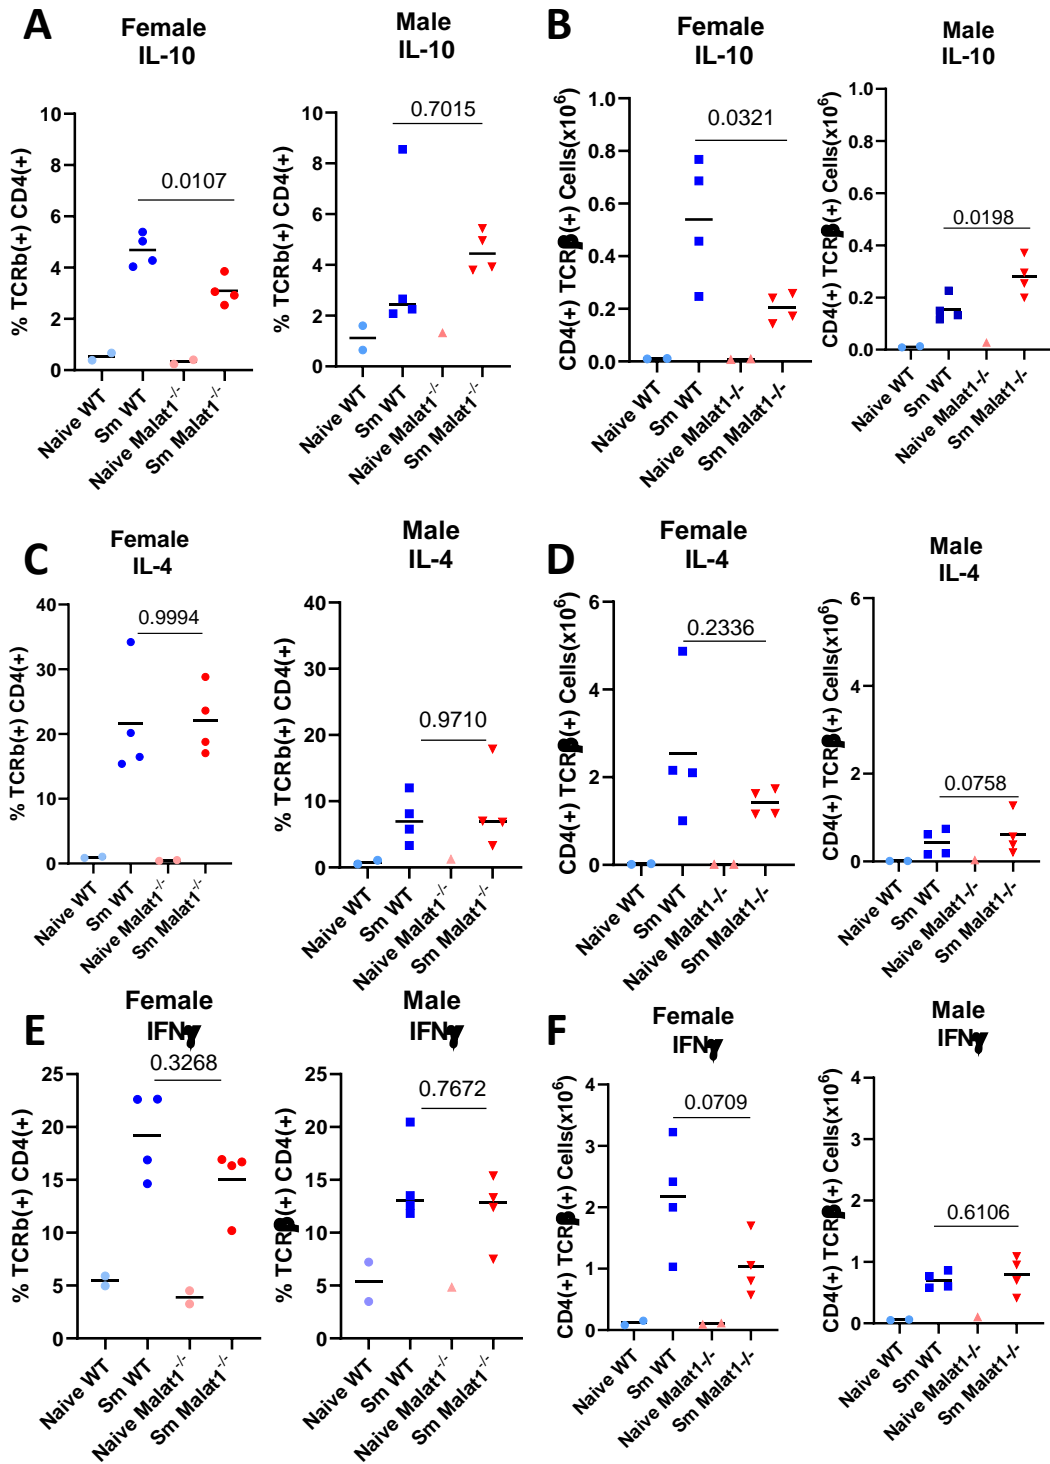 A
Female
IL-10
% TCRb(+) CD4(+)
10
8
6
4
2
0
0.0107
Naive WT
Sm WT
Naive Malat1-/-
Sm Malat1-/-
Male
IL-10
% TCRb(+) CD4(+)
10
8
6
4
2
0
0.7015
Naive WT
Sm WT
Naive Malat1-/-
Sm Malat1-/-
B
Female
IL-10
CD4(+) TCRβ(+) Cells(x10⁶)
1.0
0.8
0.6
0.4
0.2
0.0
0.0321
Naive WT
Sm WT
Naive Malat1-/-
Sm Malat1-/-
Male
IL-10
CD4(+) TCRβ(+) Cells(x10⁶)
1.0
0.8
0.6
0.4
0.2
0.0
0.0198
Naive WT
Sm WT
Naive Malat1-/-
Sm Malat1-/-
C
Female
IL-4
% TCRb(+) CD4(+)
40
30
20
10
0
0.9994
Naive WT
Sm WT
Naive Malat1-/-
Sm Malat1-/-
Male
IL-4
% TCRb(+) CD4(+)
40
30
20
10
0
0.9710
Naive WT
Sm WT
Naive Malat1-/-
Sm Malat1-/-
D
Female
IL-4
CD4(+) TCRβ(+) Cells(x10⁶)
6
4
2
0
0.2336
Naive WT
Sm WT
Naive Malat1-/-
Sm Malat1-/-
Male
IL-4
CD4(+) TCRβ(+) Cells(x10⁶)
6
4
2
0
0.0758
Naive WT
Sm WT
Naive Malat1-/-
Sm Malat1-/-
E
Female
IFNγ
% TCRb(+) CD4(+)
25
20
15
10
5
0
0.3268
Naive WT
Sm WT
Naive Malat1-/-
Sm Malat1-/-
Male
IFNγ
% TCRβ(+) CD4(+)
25
20
15
10
5
0
0.7672
Naive WT
Sm WT
Naive Malat1-/-
Sm Malat1-/-
F
Female
IFNγ
CD4(+) TCRβ(+) Cells(x10⁶)
4
3
2
1
0
0.0709
Naive WT
Sm WT
Naive Malat1-/-
Sm Malat1-/-
Male
IFNγ
CD4(+) TCRβ(+) Cells(x10⁶)
4
3
2
1
0
0.6106
Naive WT
Sm WT
Naive Malat1-/-
Sm Malat1-/-